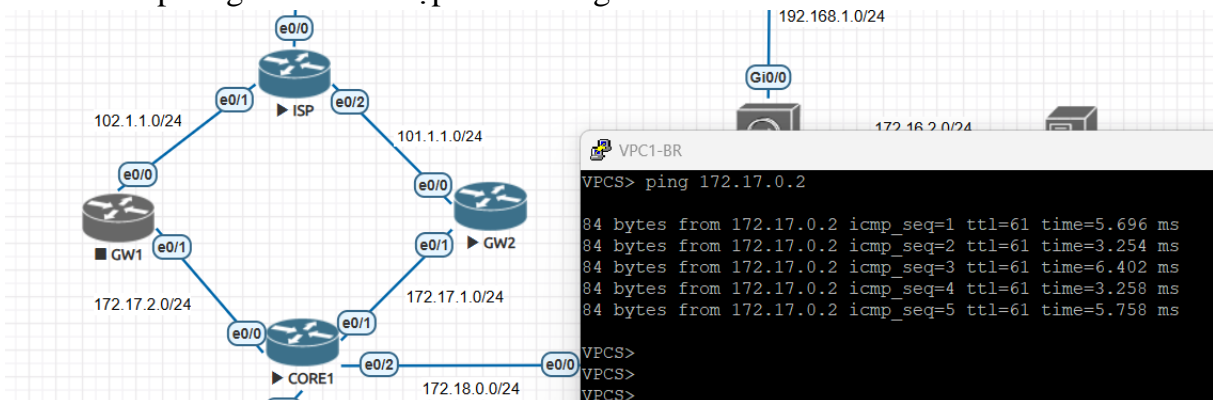 e0/0
192.168.1.0/24
Gi0/0
e0/1
ISP
e0/2
102.1.1.0/24
101.1.1.0/24
172.16.2.0/24
e0/0
e0/0
GW1
e0/1
e0/1
GW2
172.17.2.0/24
172.17.1.0/24
e0/0
e0/1
CORE1
e0/2
e0/0
172.18.0.0/24
VPC1-BR
VPCS> ping 172.17.0.2
84 bytes from 172.17.0.2 icmp_seq=1 ttl=61 time=5.696 ms
84 bytes from 172.17.0.2 icmp_seq=2 ttl=61 time=3.254 ms
84 bytes from 172.17.0.2 icmp_seq=3 ttl=61 time=6.402 ms
84 bytes from 172.17.0.2 icmp_seq=4 ttl=61 time=3.258 ms
84 bytes from 172.17.0.2 icmp_seq=5 ttl=61 time=5.758 ms
VPCS>
VPCS>
VPCS>